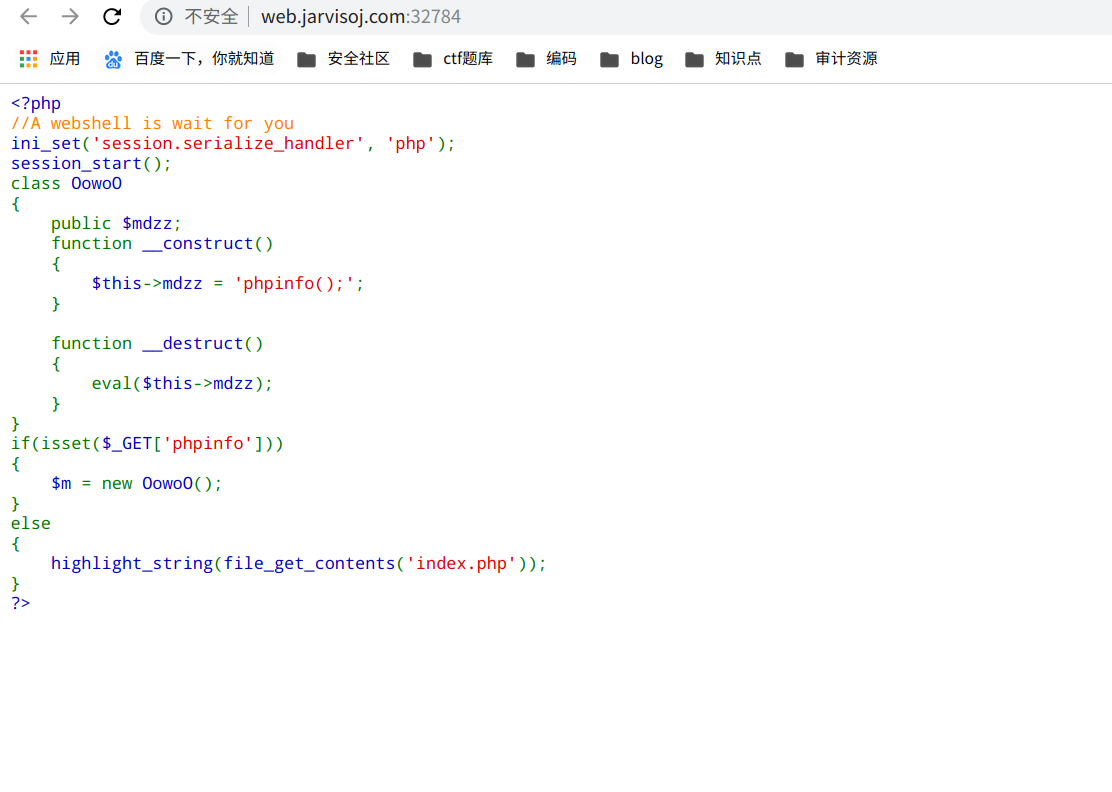 不安全 web.jarvisoj.com:32784
应用 百度一下，你就知道 安全社区 ctf题库 编码 blog 知识点 审计资源
<?php
//A webshell is wait for you
ini_set('session.serialize_handler', 'php');
session_start();
class OowoO
{
    public $mdzz;
    function __construct()
    {
        $this->mdzz = 'phpinfo();';
    }

    function __destruct()
    {
        eval($this->mdzz);
    }
}
if(isset($_GET['phpinfo']))
{
    $m = new OowoO();
}
else
{
    highlight_string(file_get_contents('index.php'));
}
?>